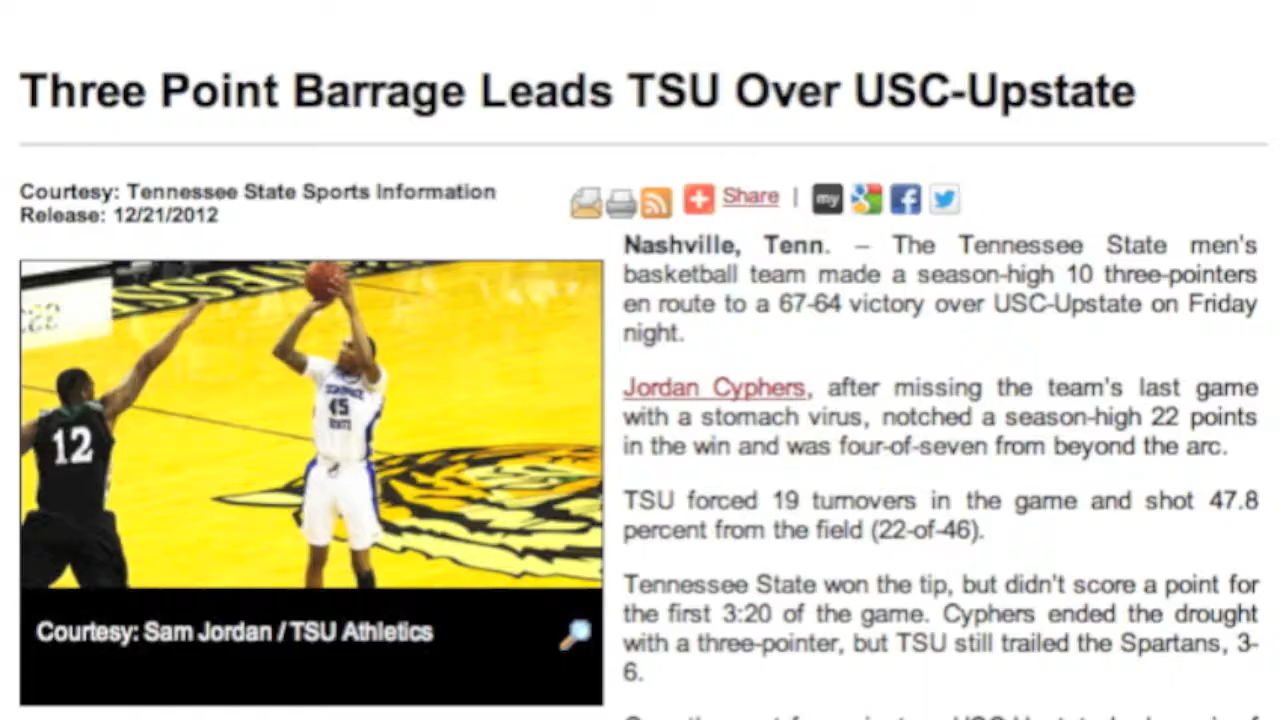 Three Point Barrage Leads TSU Over USC-Upstate
Courtesy: Tennessee State Sports Information
Release: 12/21/2012
Share |
my
g
f
12
45
STATE
Courtesy: Sam Jordan / TSU Athletics
Nashville, Tenn. – The Tennessee State men's
basketball team made a season-high 10 three-pointers
en route to a 67-64 victory over USC-Upstate on Friday
night.
Jordan Cyphers, after missing the team's last game
with a stomach virus, notched a season-high 22 points
in the win and was four-of-seven from beyond the arc.
TSU forced 19 turnovers in the game and shot 47.8
percent from the field (22-of-46).
Tennessee State won the tip, but didn't score a point for
the first 3:20 of the game. Cyphers ended the drought
with a three-pointer, but TSU still trailed the Spartans, 3-
6.